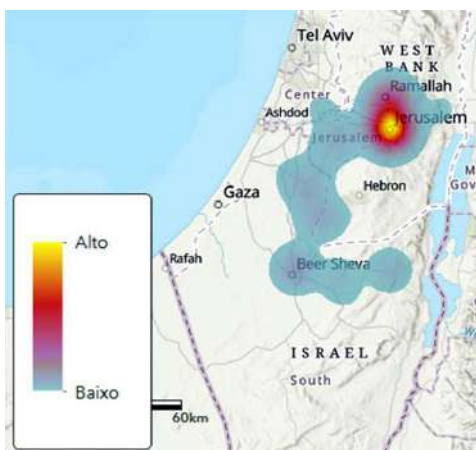 Tel Aviv
WEST
BANK
Ramallah
Center
Ashdod
Jerusalem
Jerusalem
Gaza
Hebron
Alto
Rafah
Beer Sheva
ISRAEL
South
Baixo
60km